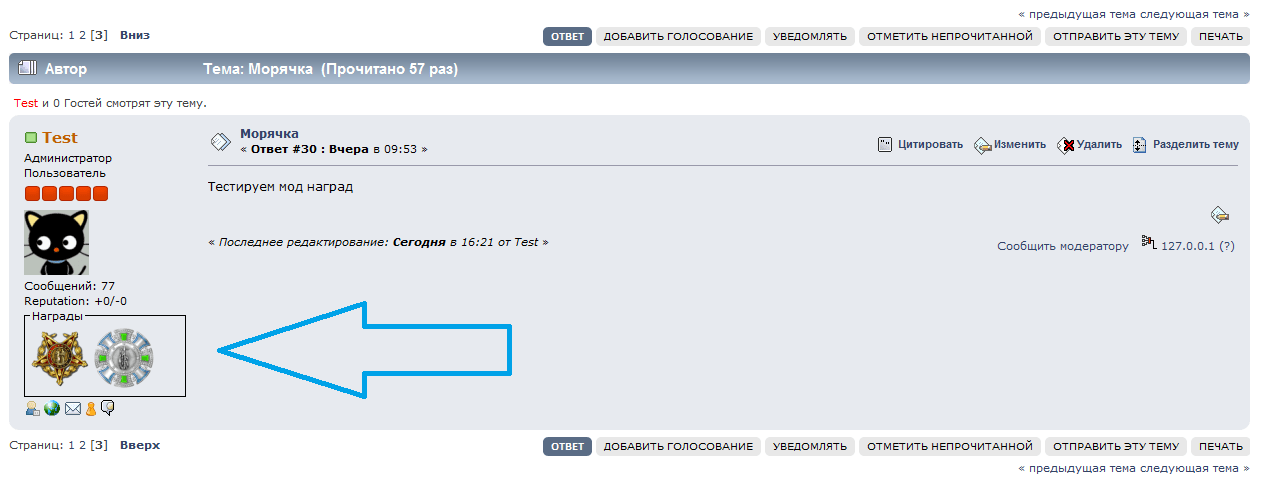 « предыдущая тема следующая тема »
Страниц: 1 2 [3] Вниз
ОТВЕТ ДОБАВИТЬ ГОЛОСОВАНИЕ УВЕДОМЛЯТЬ ОТМЕТИТЬ НЕПРОЧИТАННОЙ ОТПРАВИТЬ ЭТУ ТЕМУ ПЕЧАТЬ
Автор Тема: Морячка (Прочитано 57 раз)
Test и 0 Гостей смотрят эту тему.
Test
Администратор
Пользователь
Сообщений: 77
Reputation: +0/-0
Награды
Морячка
« Ответ #30 : Вчера в 09:53 »
Цитировать Изменить Удалить Разделить тему
Тестируем мод наград
« Последнее редактирование: Сегодня в 16:21 от Test »
Сообщить модератору 127.0.0.1 (?)
Страниц: 1 2 [3] Вверх
ОТВЕТ ДОБАВИТЬ ГОЛОСОВАНИЕ УВЕДОМЛЯТЬ ОТМЕТИТЬ НЕПРОЧИТАННОЙ ОТПРАВИТЬ ЭТУ ТЕМУ ПЕЧАТЬ
« предыдущая тема следующая тема »